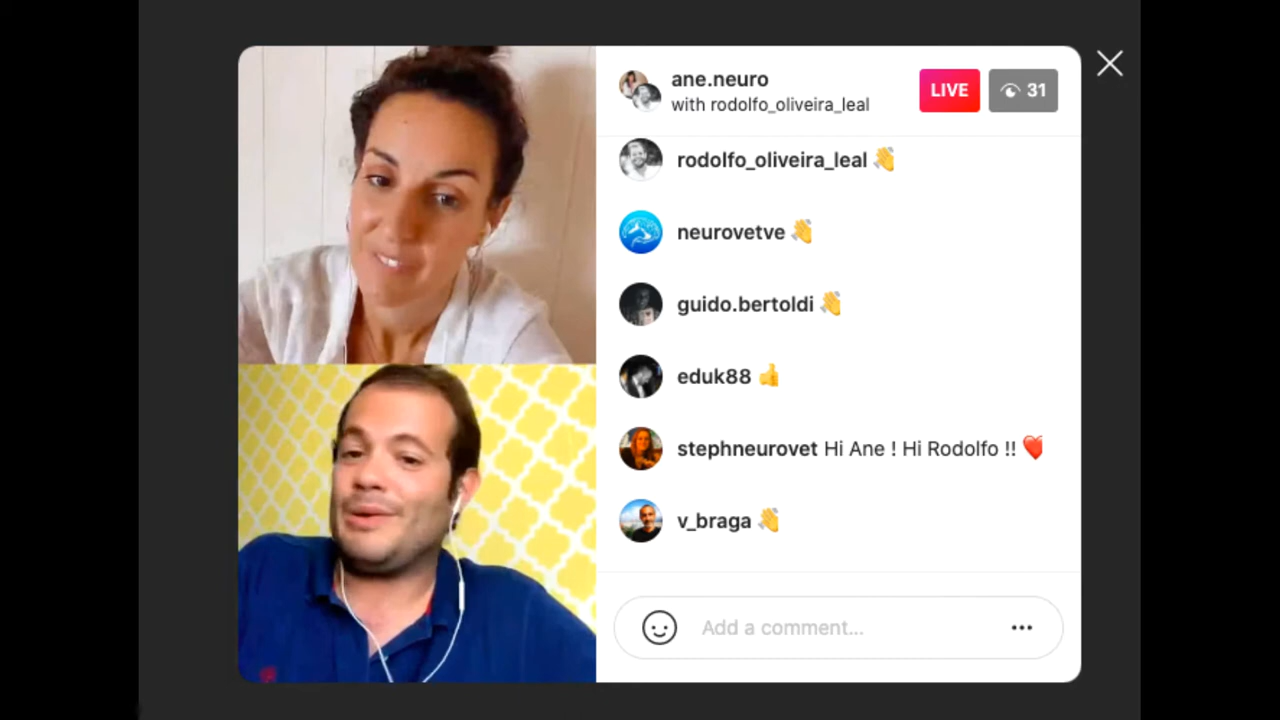 ane.neuro
with rodolfo_oliveira_leal
LIVE
31
rodolfo_oliveira_leal 👏
neurovetve 👏
guido.bertoldi 👏
eduk88 👍
stephneurovet Hi Ane ! Hi Rodolfo !! ❤️
v_braga 👏
Add a comment...